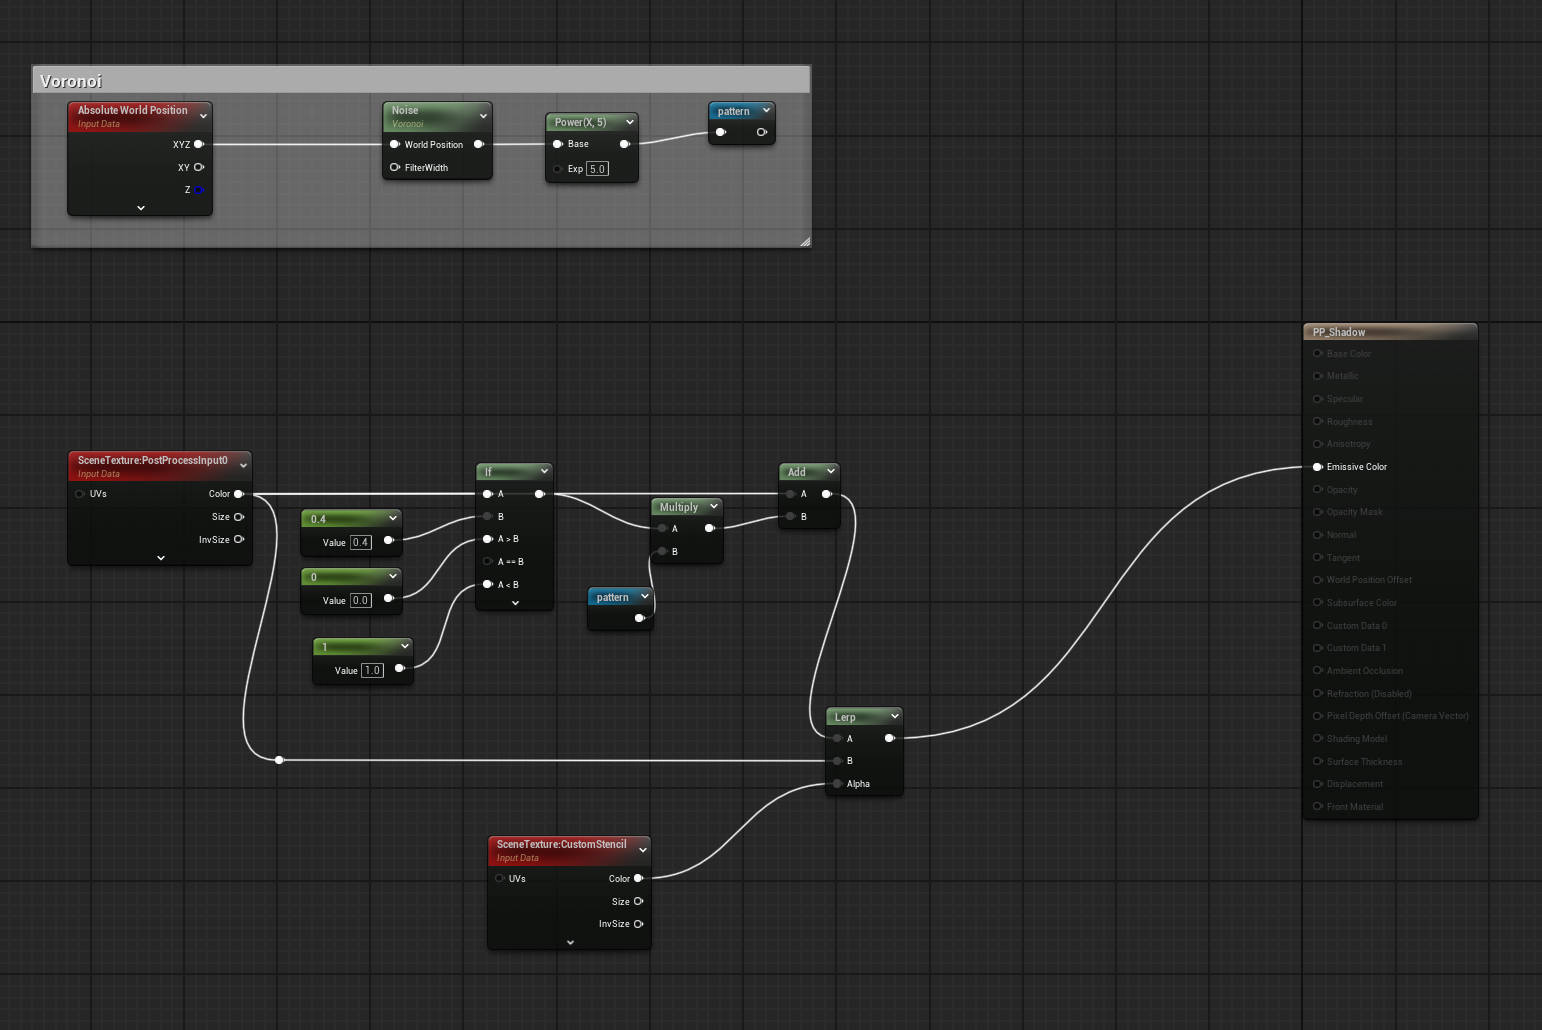 Voronoi
Absolute World Position
Input Data
XYZ
XY
Z
Noise
Voronoi
World Position
FilterWidth
Power(X, 5)
Base
Exp 5.0
pattern
PP_Shadow
Base Color
Metallic
Specular
Roughness
Anisotropy
Emissive Color
Opacity
Opacity Mask
Normal
Tangent
World Position Offset
Subsurface Color
Custom Data 0
Custom Data 1
Ambient Occlusion
Refraction (Disabled)
Pixel Depth Offset (Camera Vector)
Shading Model
Surface Thickness
Displacement
Front Material
SceneTexture:PostProcessInput0
Input Data
UVs Color
Size
InvSize
0.4
Value 0.4
0
Value 0.0
1
Value 1.0
If
A
B
A > B
A == B
A < B
Multiply
A
B
pattern
Add
A
B
Lerp
A
B
Alpha
SceneTexture:CustomStencil
Input Data
UVs Color
Size
InvSize